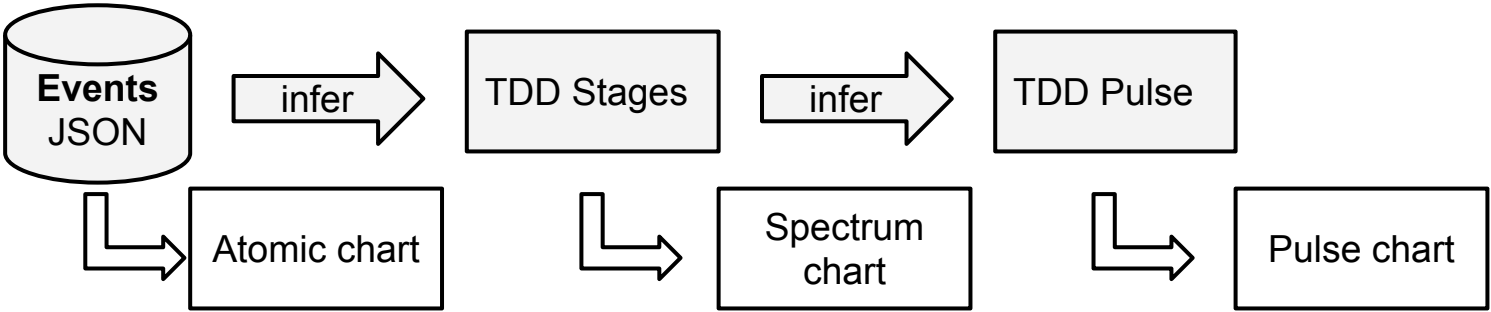 Events
JSON
infer
TDD Stages
infer
TDD Pulse
Atomic chart
Spectrum
chart
Pulse chart